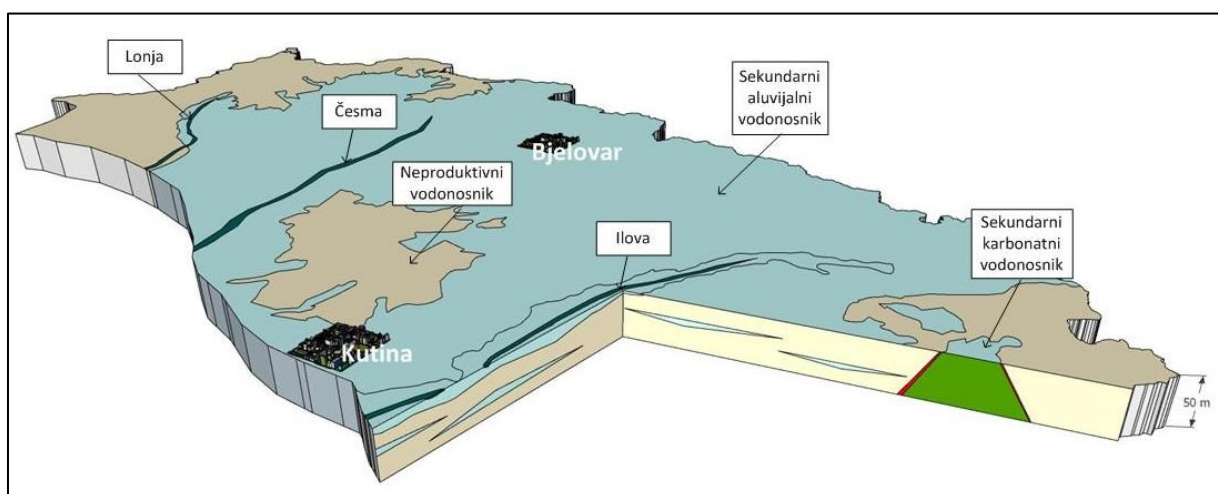 Lonja
Česma
Sekundarni
aluvijalni
vodonosnik
Bjelovar
Neproduktivni
vodonosnik
Ilova
Sekundarni
karbonatni
vodonosnik
Kutina
50 m